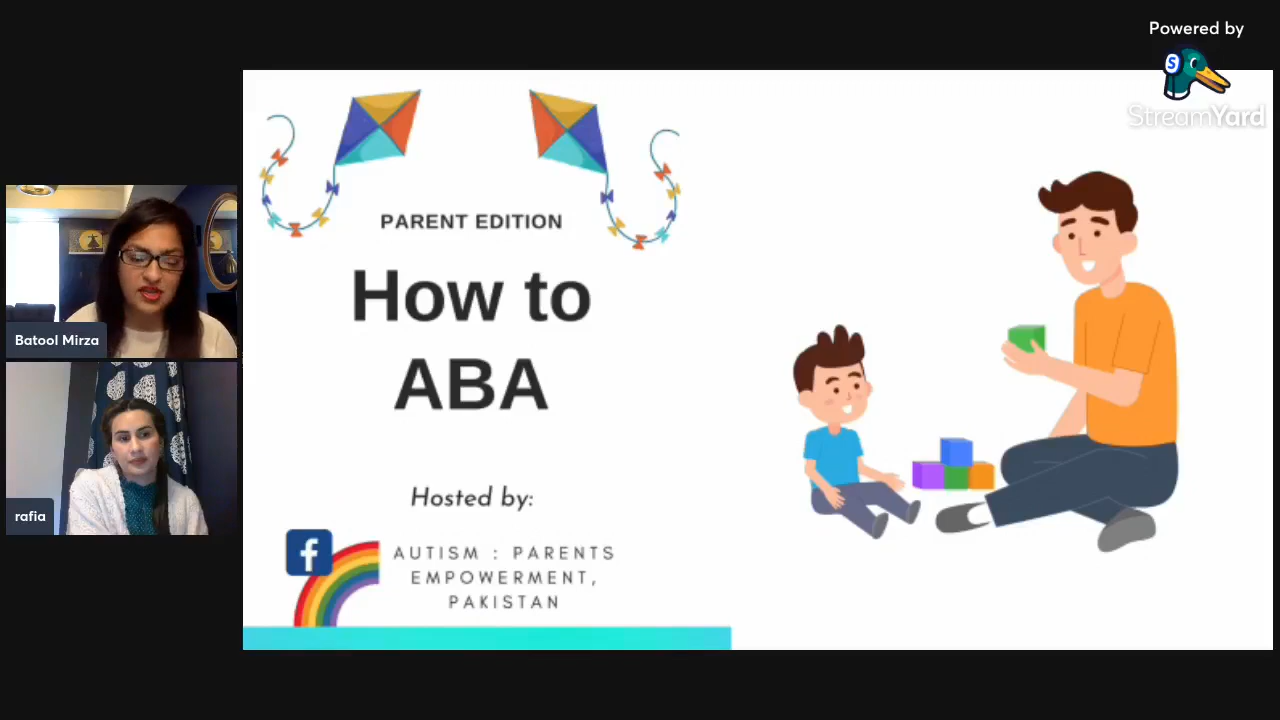 Powered by
S
StreamYard
PARENT EDITION
How to
ABA
Hosted by:
f
AUTISM : PARENTS
EMPOWERMENT,
PAKISTAN
Batool Mirza
rafia